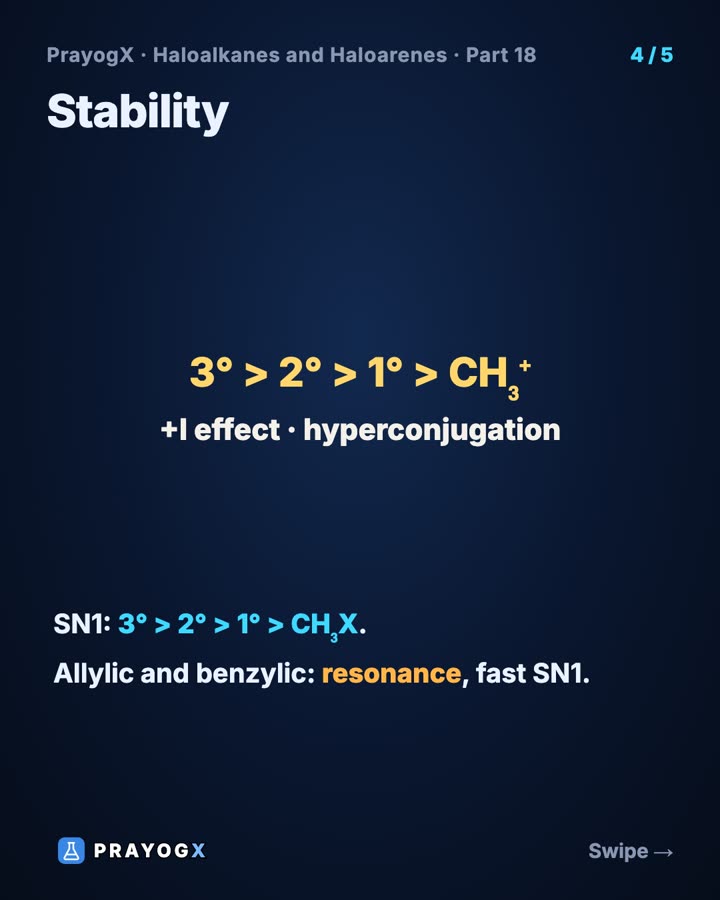 PrayogX · Haloalkanes and Haloarenes · Part 18
4 / 5
Stability
3° > 2° > 1° > CH₃⁺
+I effect · hyperconjugation
SN1: 3° > 2° > 1° > CH₃X.
Allylic and benzylic: resonance, fast SN1.
PRAYOGX
Swipe →